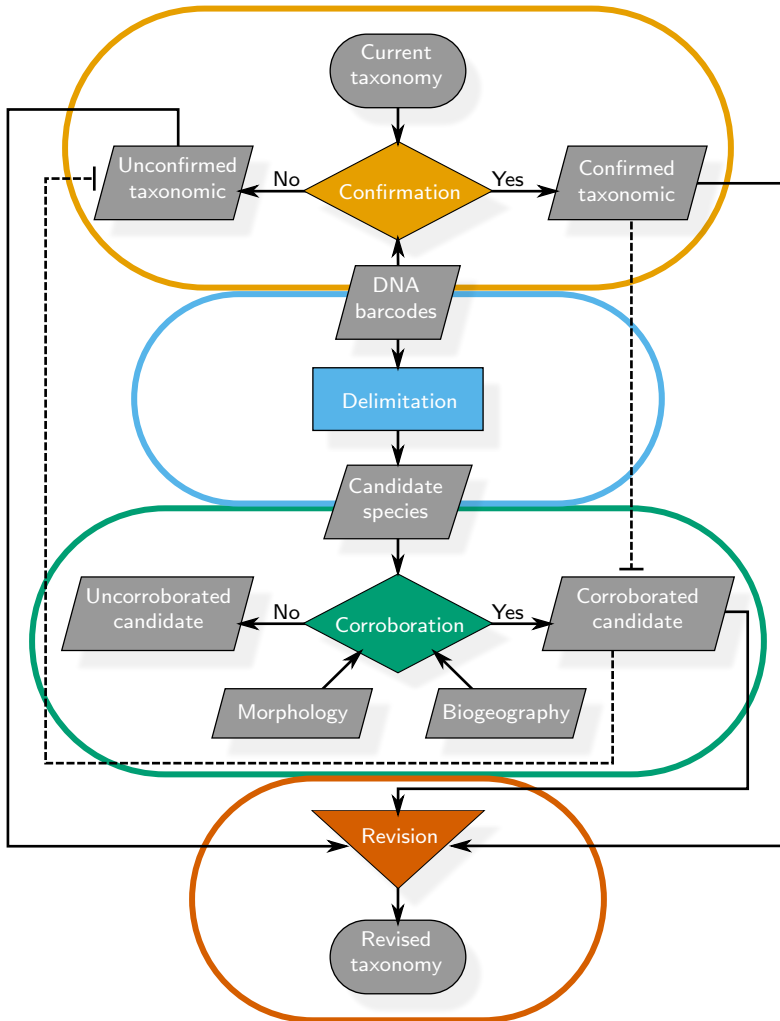 Current
taxonomy
Unconfirmed
taxonomic
No
Confirmation
Yes
Confirmed
taxonomic
DNA
barcodes
Delimitation
Candidate
species
Uncorroborated
candidate
No
Corroboration
Yes
Corroborated
candidate
Morphology
Biogeography
Revision
Revised
taxonomy